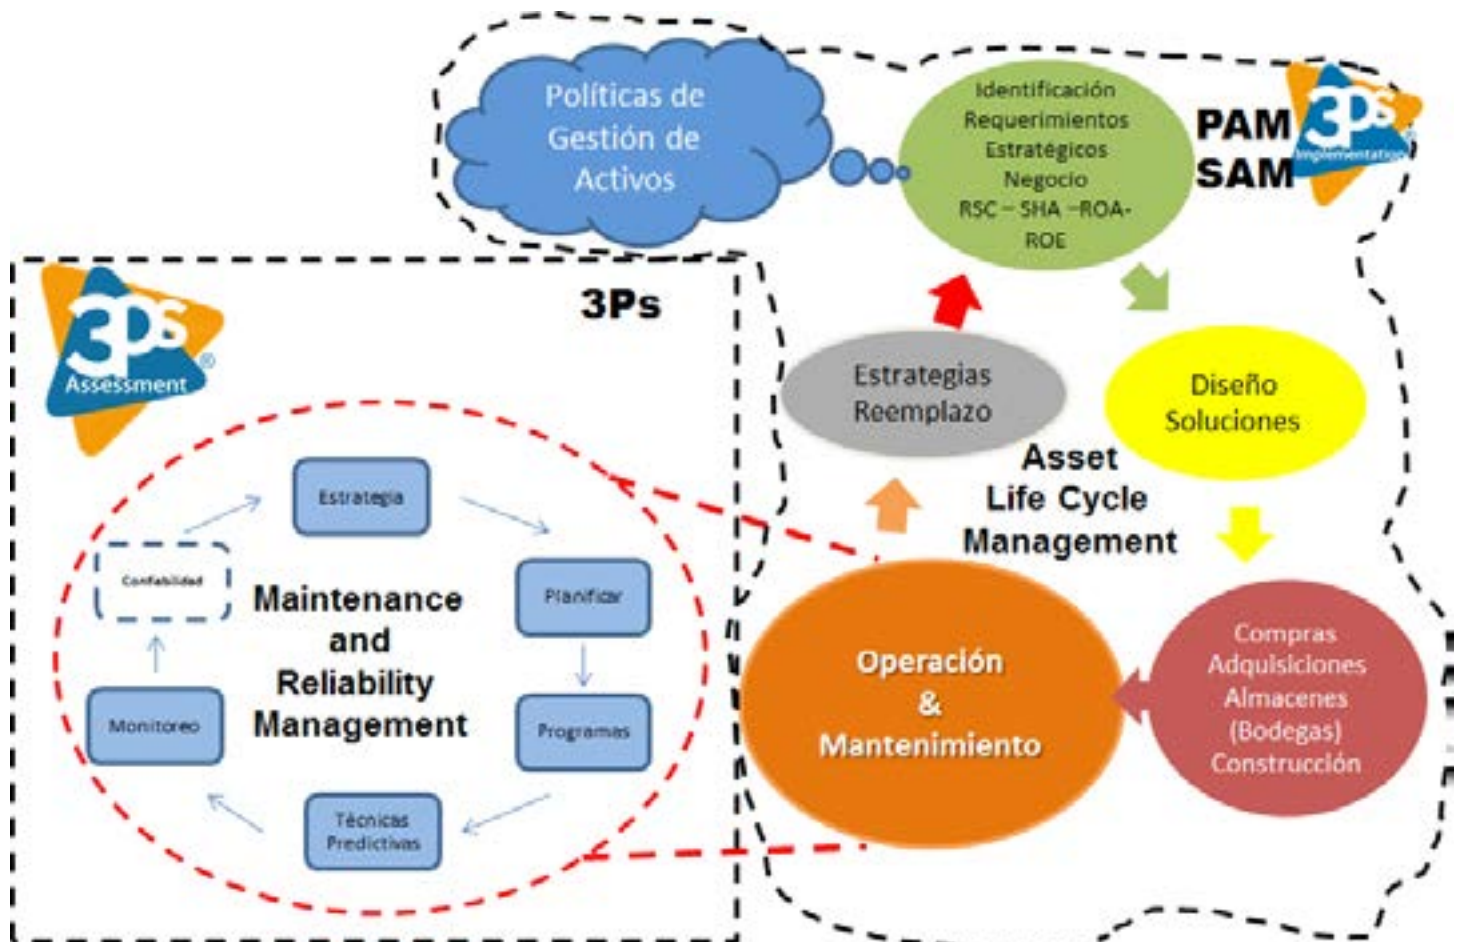 Políticas de
Gestión de
Activos
Identificación
Requerimientos
Estratégicos
Negocio
RSC – SHA –ROA-
ROE
PAM
SAM
3Ps
Implementation
®
3Ps
Assessment
®
3Ps
Estrategias
Reemplazo
Diseño
Soluciones
Asset
Life Cycle
Management
Estrategia
Confiabilidad
Planificar
Maintenance
and
Reliability
Management
Monitoreo
Programas
Técnicas
Predictivas
Operación
&
Mantenimiento
Compras
Adquisiciones
Almacenes
(Bodegas)
Construcción